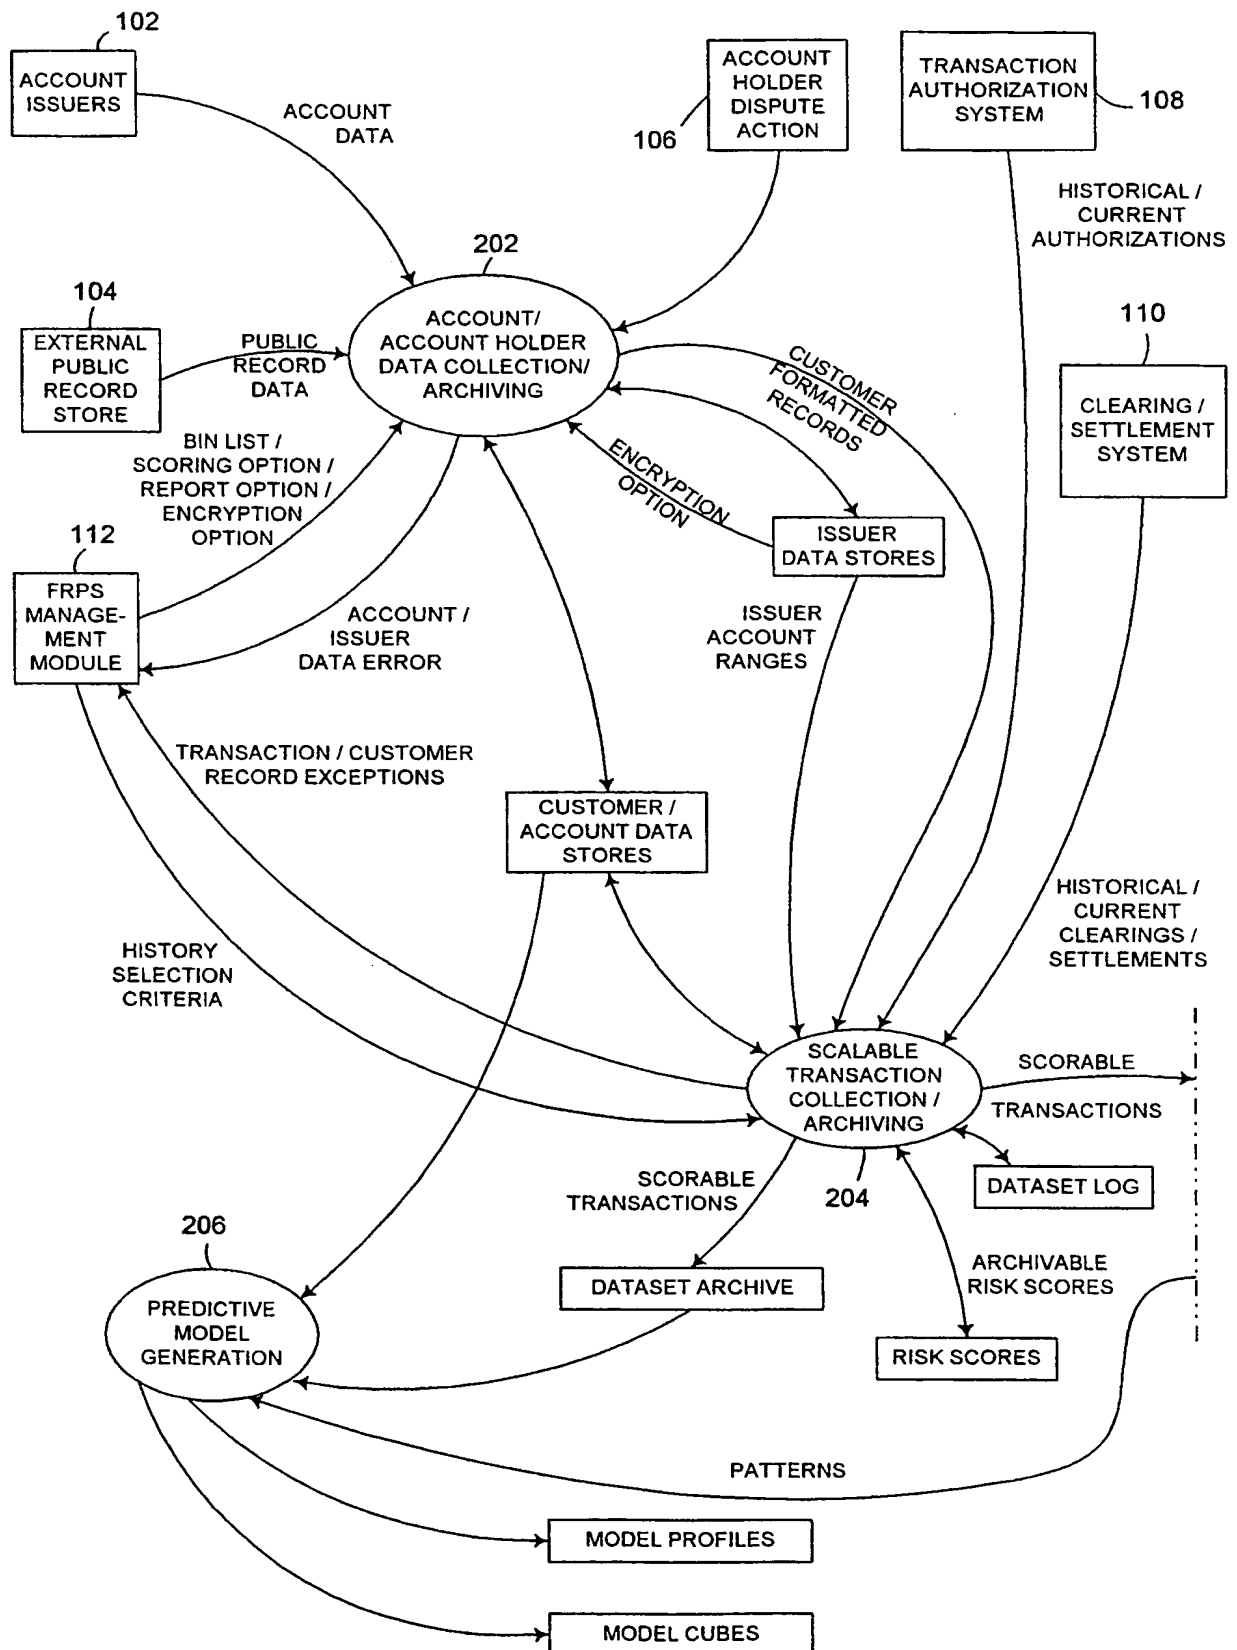 102
ACCOUNT
ISSUERS
ACCOUNT
DATA
106
ACCOUNT
HOLDER
DISPUTE
ACTION
TRANSACTION
AUTHORIZATION
SYSTEM
108
HISTORICAL /
CURRENT
AUTHORIZATIONS
202
ACCOUNT/
ACCOUNT HOLDER
DATA COLLECTION/
ARCHIVING
104
EXTERNAL
PUBLIC
RECORD
STORE
PUBLIC
RECORD
DATA
110
CLEARING /
SETTLEMENT
SYSTEM
CUSTOMER
FORMATTED
RECORDS
ENCRYPTION
OPTION
BIN LIST /
SCORING OPTION /
REPORT OPTION /
ENCRYPTION
OPTION
112
FRPS
MANAGE-
MENT
MODULE
ISSUER
DATA STORES
ACCOUNT /
ISSUER
DATA ERROR
ISSUER
ACCOUNT
RANGES
TRANSACTION / CUSTOMER
RECORD EXCEPTIONS
CUSTOMER /
ACCOUNT DATA
STORES
HISTORICAL /
CURRENT
CLEARINGS /
SETTLEMENTS
HISTORY
SELECTION
CRITERIA
SCALABLE
TRANSACTION
COLLECTION /
ARCHIVING
204
SCORABLE
TRANSACTIONS
DATASET LOG
SCORABLE
TRANSACTIONS
206
PREDICTIVE
MODEL
GENERATION
DATASET ARCHIVE
ARCHIVABLE
RISK SCORES
RISK SCORES
PATTERNS
MODEL PROFILES
MODEL CUBES